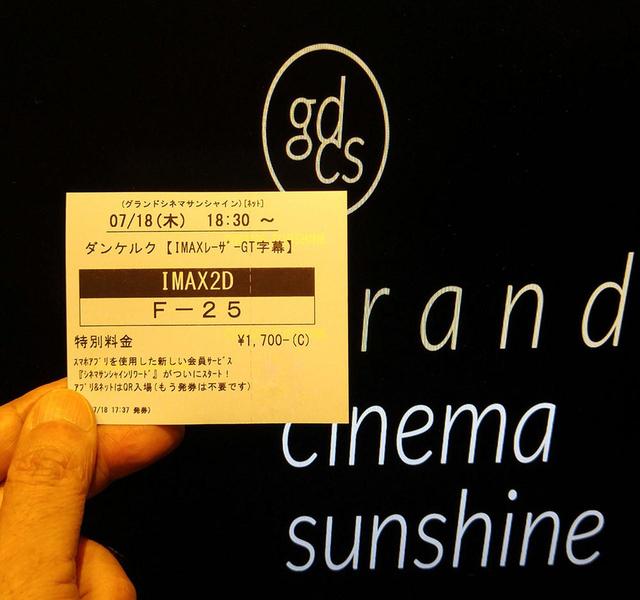 gdcs
(グランドシネマサンシャイン)[ネット]
07/18(木) 18:30 〜
ダンケルク【IMAXレーザーGT字幕】
IMAX2D
F-25
特別料金 ¥1,700-(C)
スマホアプリを使用した新しい会員サービス
『シネマサンシャインリワード』がついにスタート!
アプリ&ネットはQR入場(もう発券は不要です)
7/18 17:37 発券)
rand
cinema
sunshine